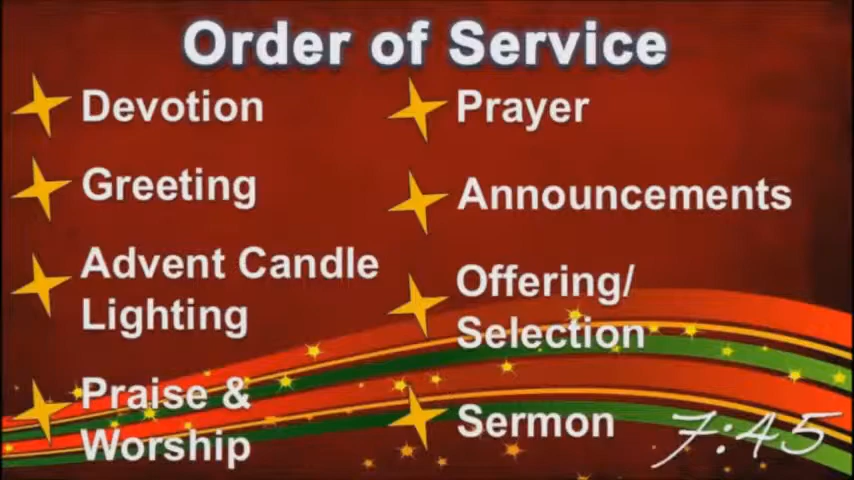 Order of Service
Devotion
Greeting
Advent Candle
Lighting
Praise &
Worship
Prayer
Announcements
Offering/
Selection
Sermon
7:45